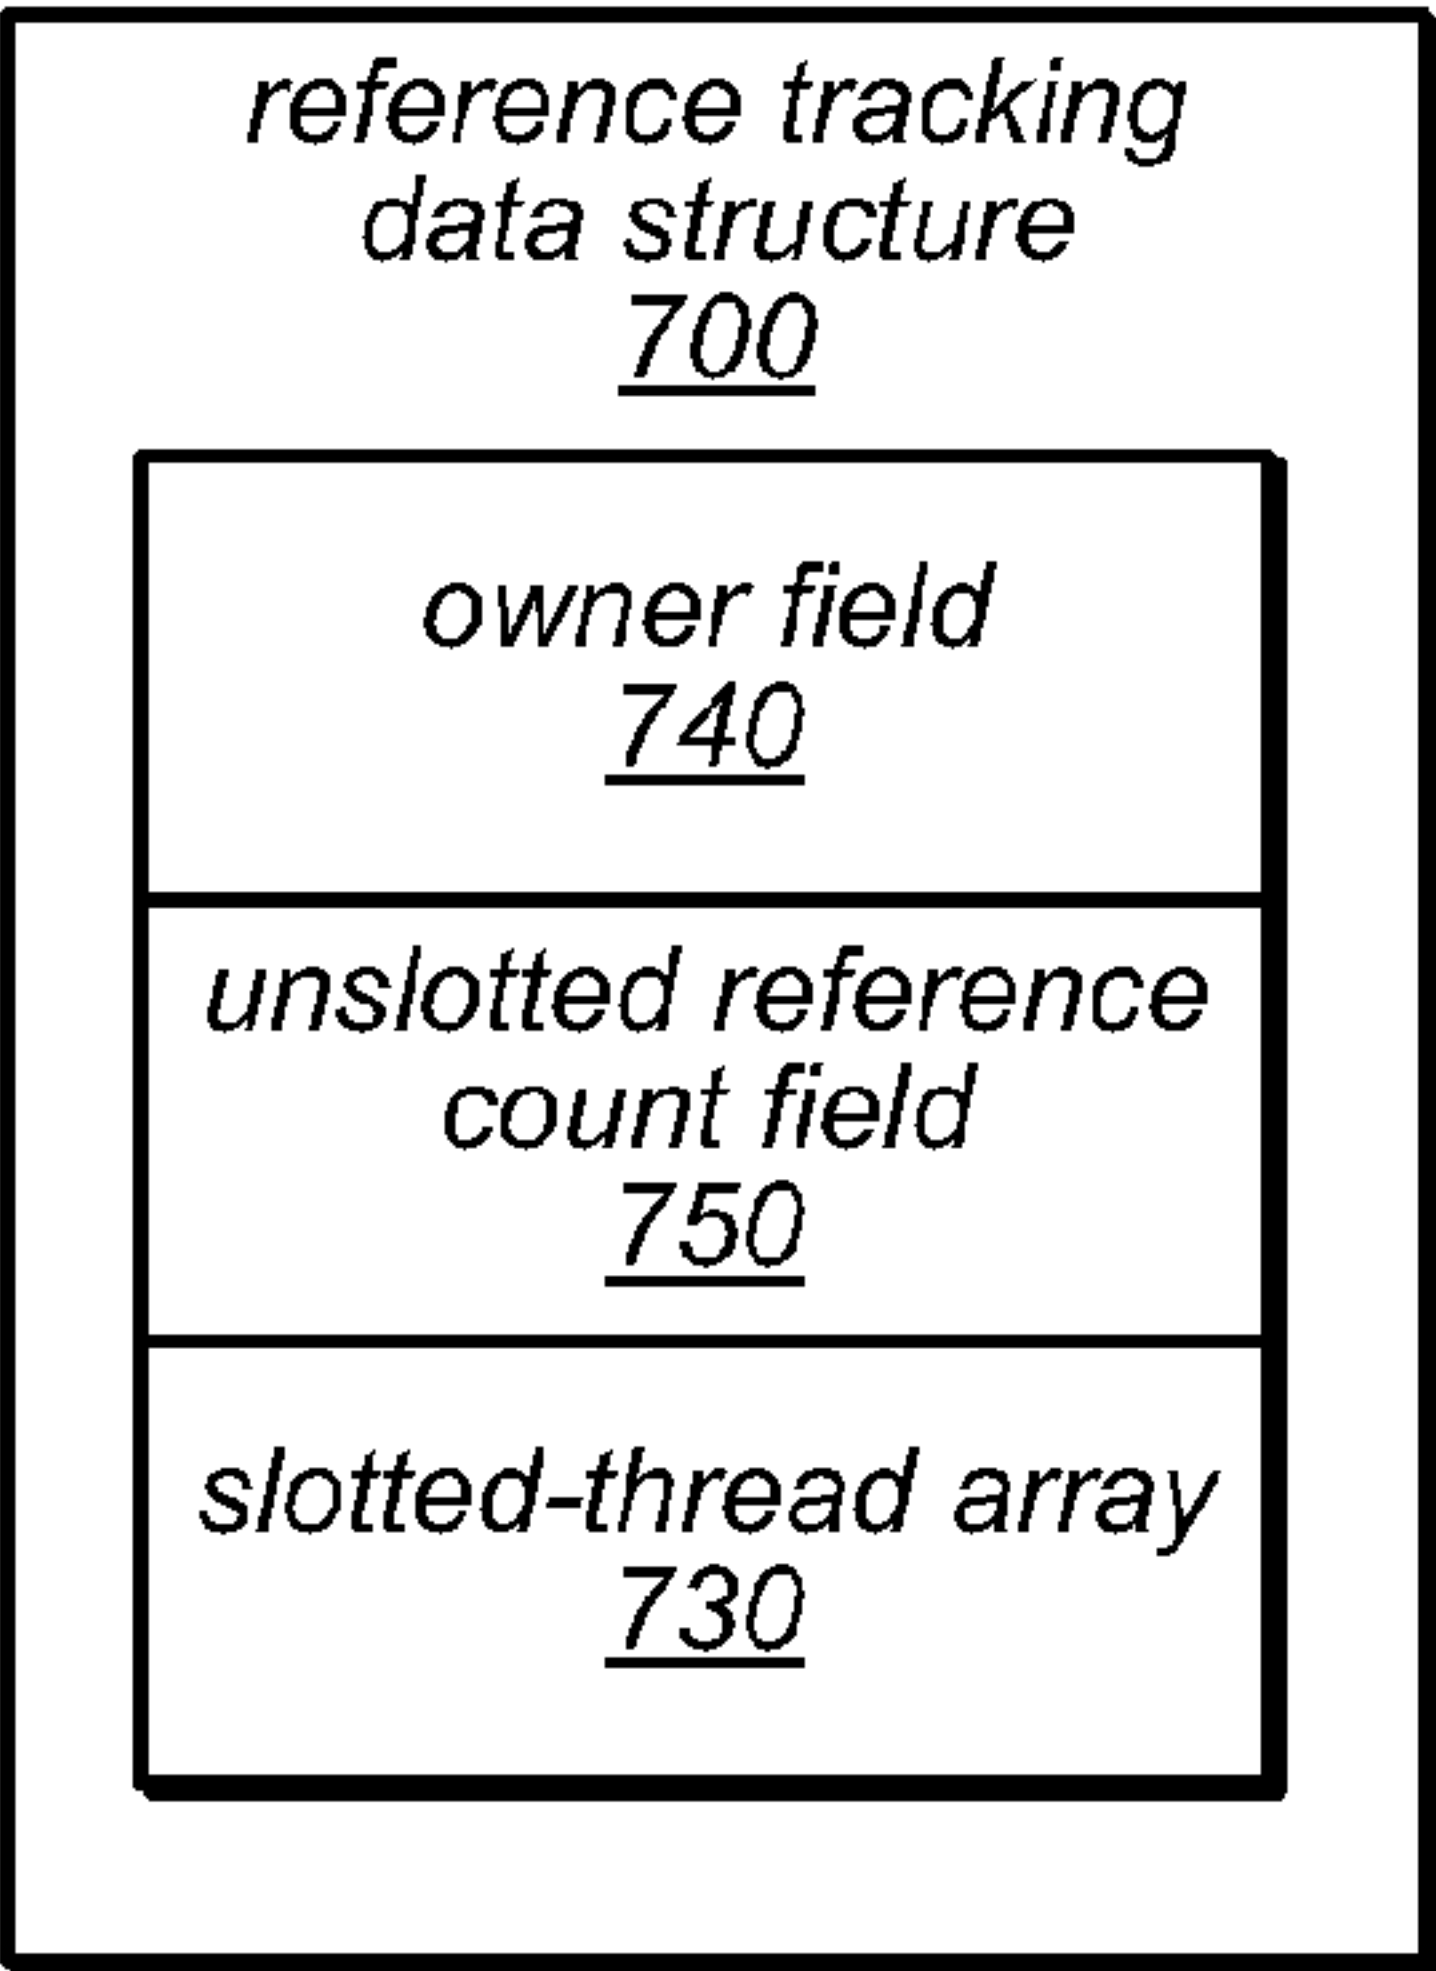 reference tracking
data structure
700
owner field
740
unslotted reference
count field
750
slotted-thread array
730